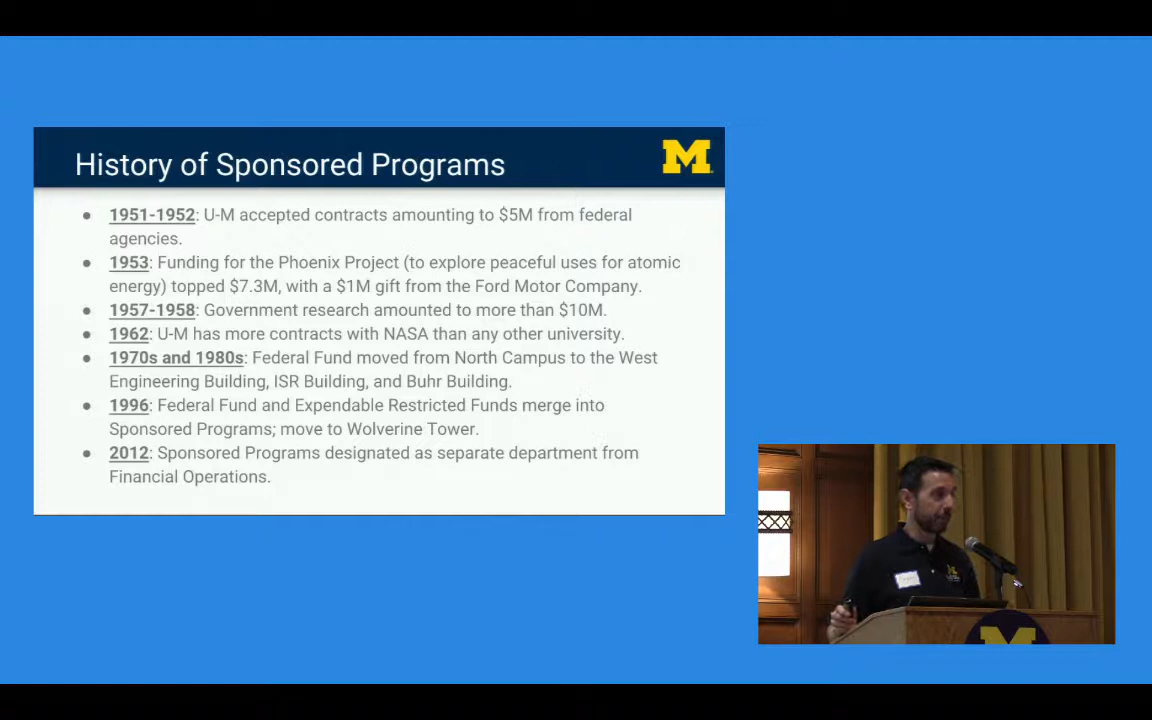 History of Sponsored Programs
M
● 1951-1952: U-M accepted contracts amounting to $5M from federal
agencies.
● 1953: Funding for the Phoenix Project (to explore peaceful uses for atomic
energy) topped $7.3M, with a $1M gift from the Ford Motor Company.
● 1957-1958: Government research amounted to more than $10M.
● 1962: U-M has more contracts with NASA than any other university.
● 1970s and 1980s: Federal Fund moved from North Campus to the West
Engineering Building, ISR Building, and Buhr Building.
● 1996: Federal Fund and Expendable Restricted Funds merge into
Sponsored Programs; move to Wolverine Tower.
● 2012: Sponsored Programs designated as separate department from
Financial Operations.
M
M